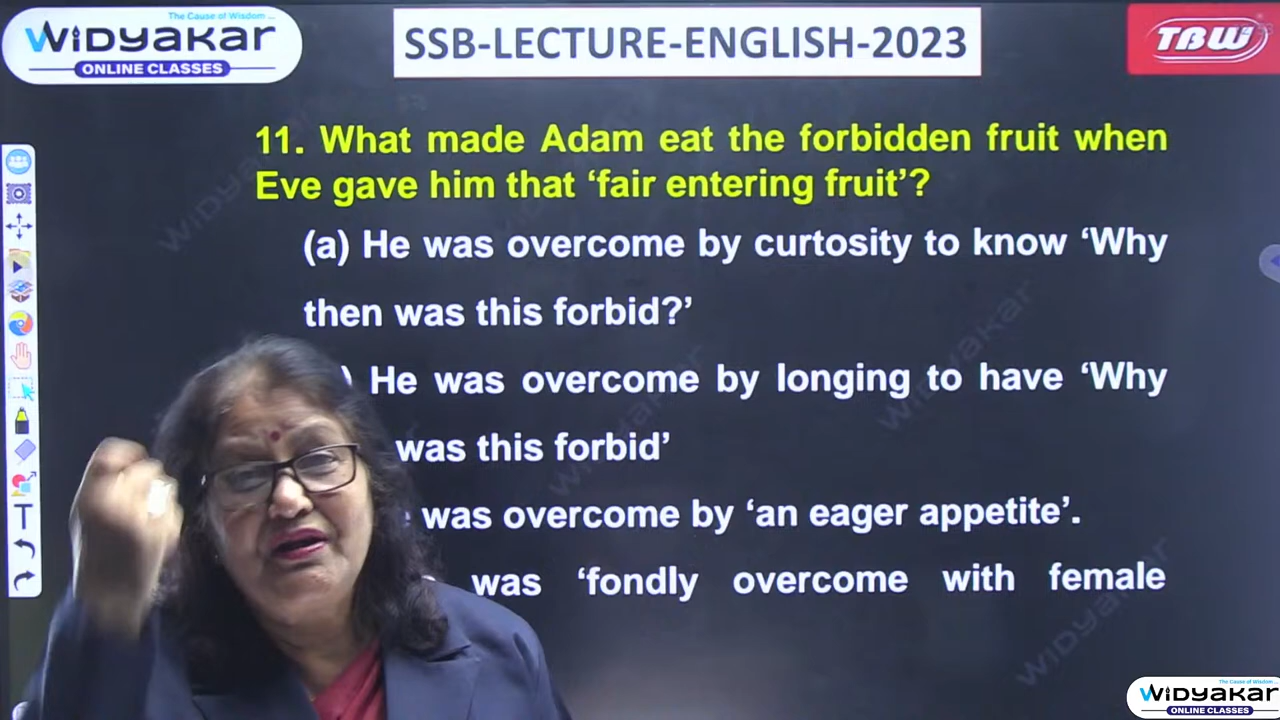 The Cause of Wisdom ...
WiDYAKAR
ONLINE CLASSES
SSB-LECTURE-ENGLISH-2023
TBW
11. What made Adam eat the forbidden fruit when
Eve gave him that ‘fair entering fruit’?
(a) He was overcome by curtosity to know ‘Why
then was this forbid?’
) He was overcome by longing to have ‘Why
was this forbid’
was overcome by ‘an eager appetite’.
was ‘fondly overcome with female
T
The Cause of Wisdom ...
WiDYAKAR
ONLINE CLASSES